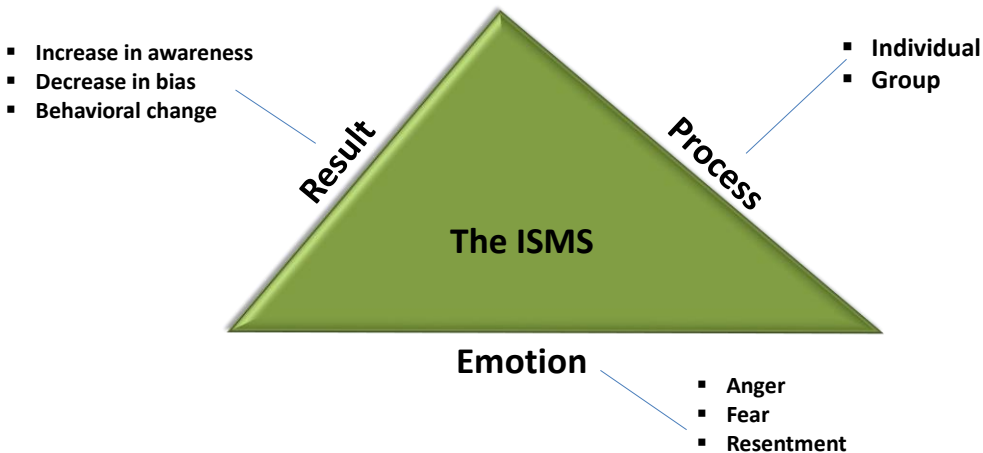 ▪ Increase in awareness
▪ Decrease in bias
▪ Behavioral change
▪ Individual
▪ Group
Result
Process
The ISMS
Emotion
▪ Anger
▪ Fear
▪ Resentment